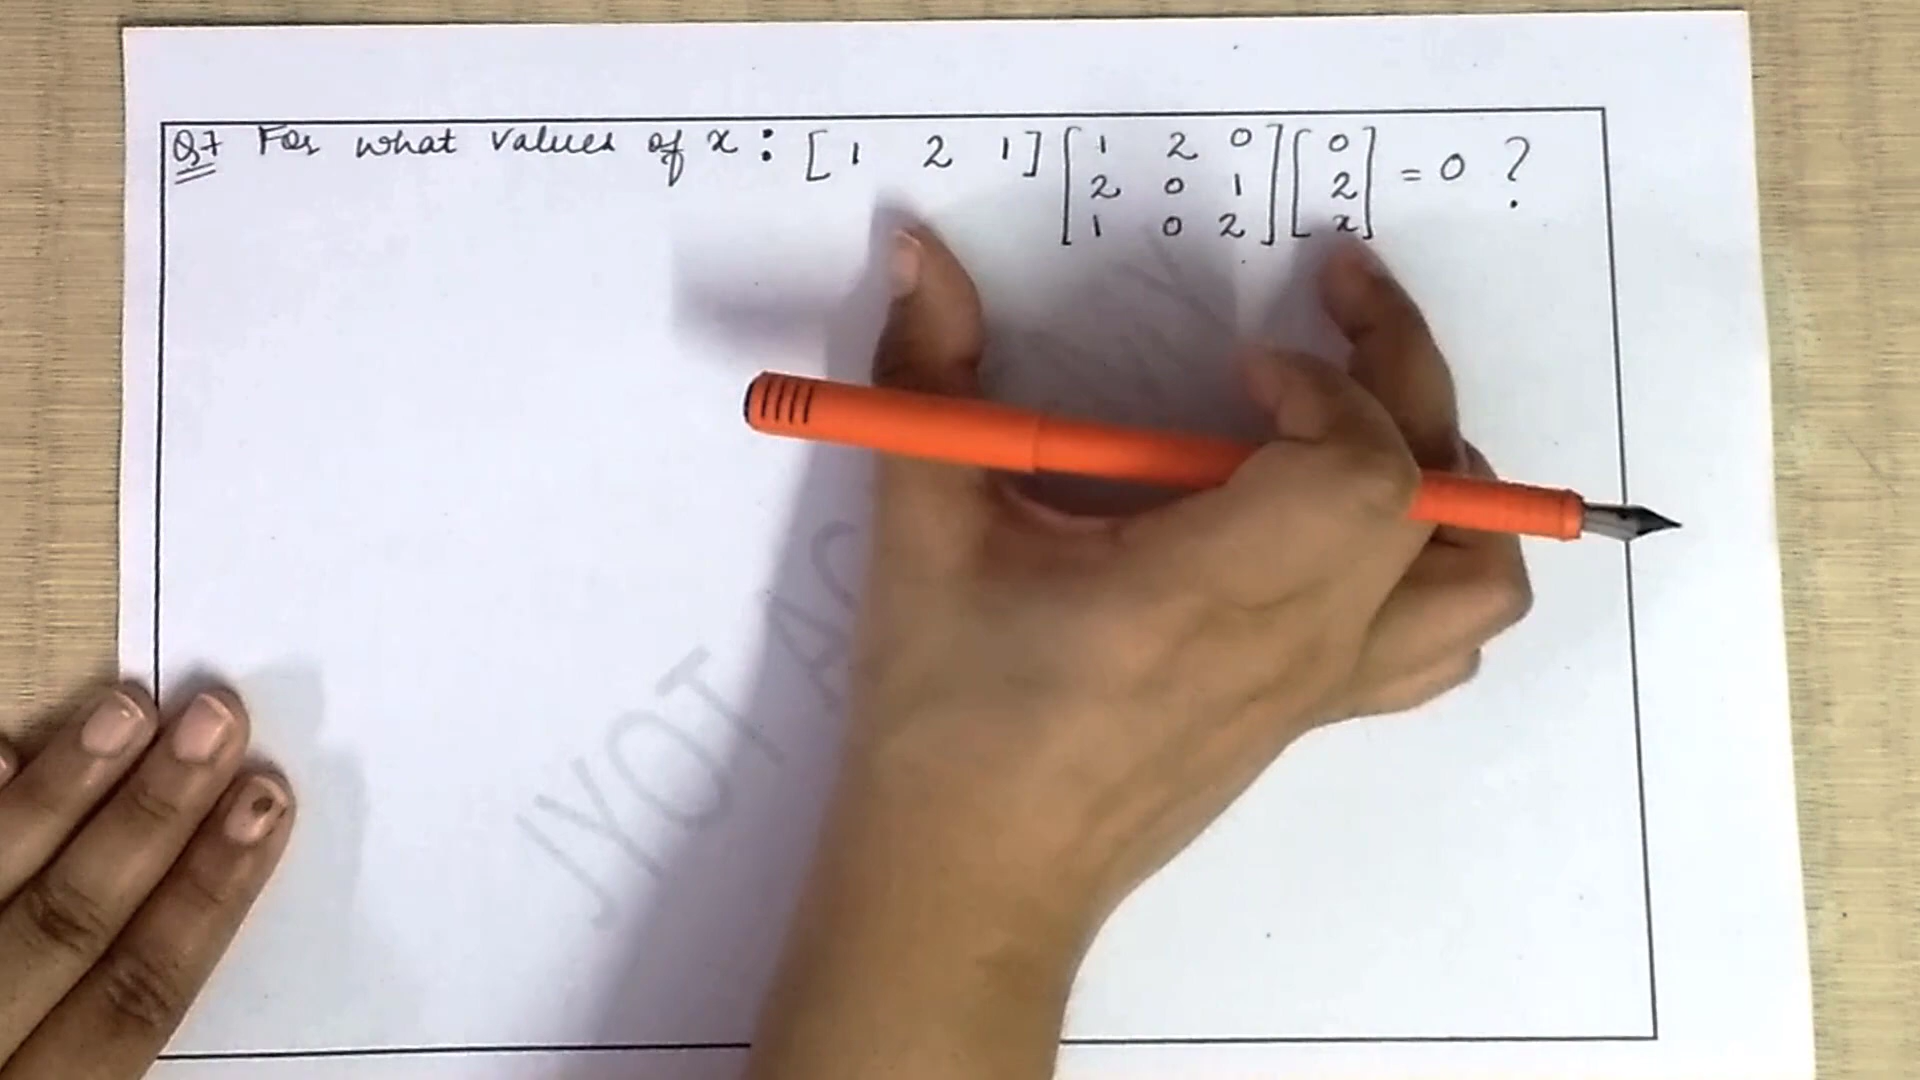 Q7 For what values of x : [ 1 2 1 ] [ 1 2 0 ] [ 0 ] = 0 ?
[ 2 0 1 ] [ 2 ]
[ 1 0 2 ] [ x ]
JYOT